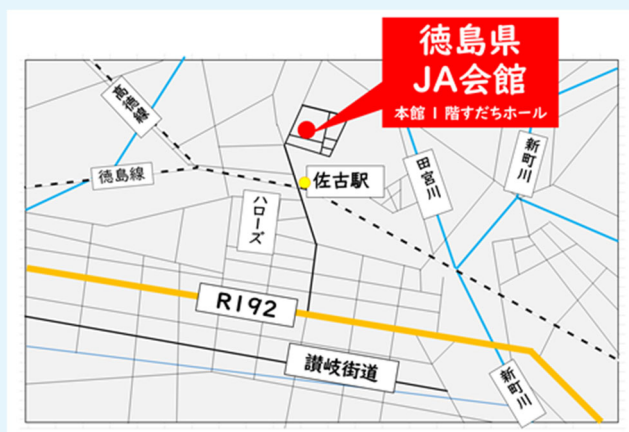 徳島県
JA会館
本館1階すだちホール
高徳線
徳島線
佐古駅
ハローズ
田宮川
新町川
R192
讃岐街道
新町川